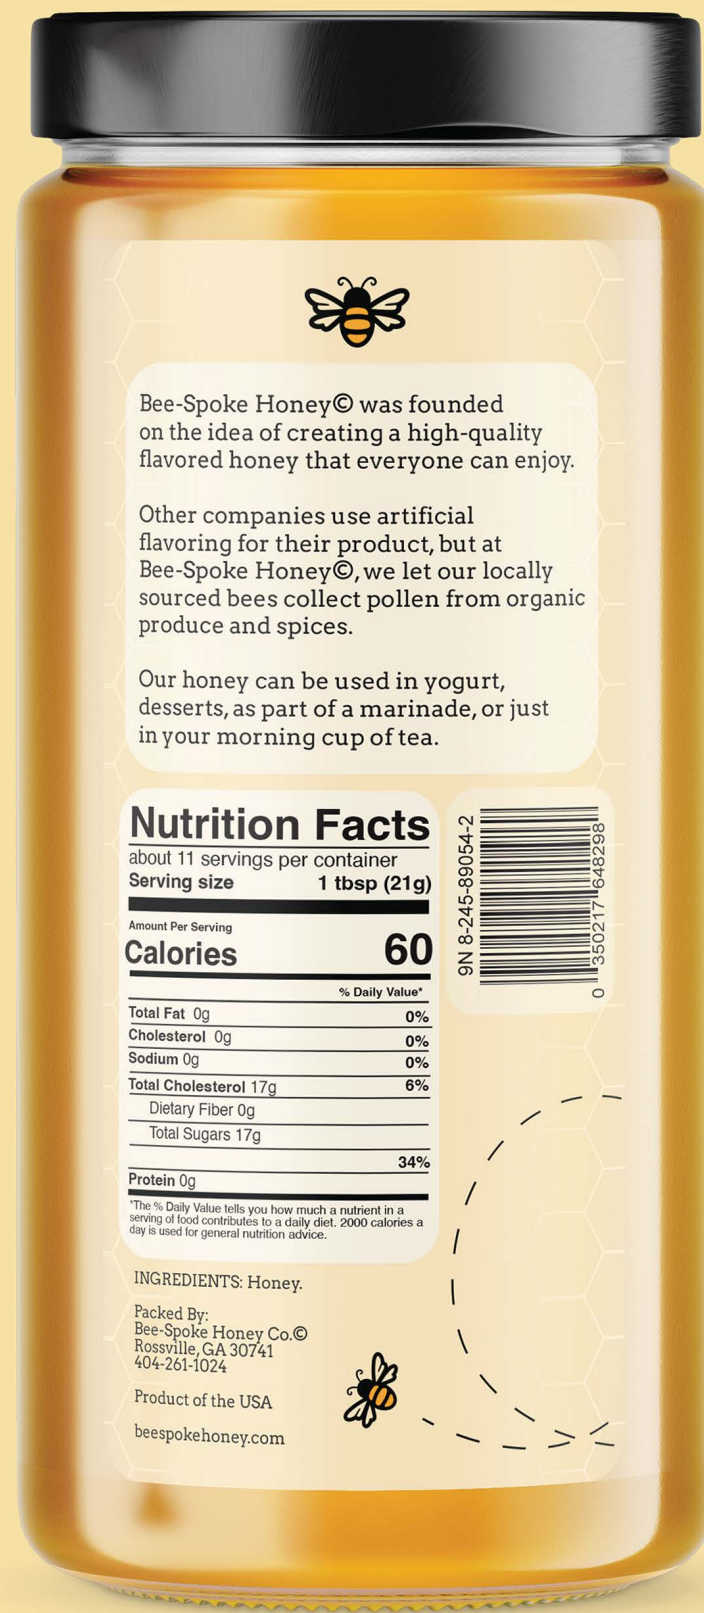 Bee-Spoke Honey© was founded
on the idea of creating a high-quality
flavored honey that everyone can enjoy.
Other companies use artificial
flavoring for their product, but at
Bee-Spoke Honey©, we let our locally
sourced bees collect pollen from organic
produce and spices.
Our honey can be used in yogurt,
desserts, as part of a marinade, or just
in your morning cup of tea.
Nutrition Facts
about 11 servings per container
Serving size 1 tbsp (21g)
Amount Per Serving
Calories 60
% Daily Value*
Total Fat 0g 0%
Cholesterol 0g 0%
Sodium 0g 0%
Total Cholesterol 17g 6%
Dietary Fiber 0g
Total Sugars 17g
34%
Protein 0g
*The % Daily Value tells you how much a nutrient in a
serving of food contributes to a daily diet. 2000 calories a
day is used for general nutrition advice.
9N 8-245-89054-2
0 350217 648298
INGREDIENTS: Honey.
Packed By:
Bee-Spoke Honey Co.©
Rossville, GA 30741
404-261-1024
Product of the USA
beespokehoney.com